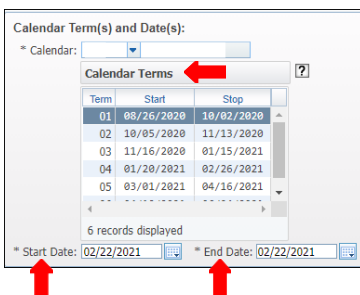 Calendar Term(s) and Date(s):
* Calendar:
Calendar Terms ?
Term Start Stop
01 08/26/2020 10/02/2020
02 10/05/2020 11/13/2020
03 11/16/2020 01/15/2021
04 01/20/2021 02/26/2021
05 03/01/2021 04/16/2021
6 records displayed
* Start Date: 02/22/2021 * End Date: 02/22/2021